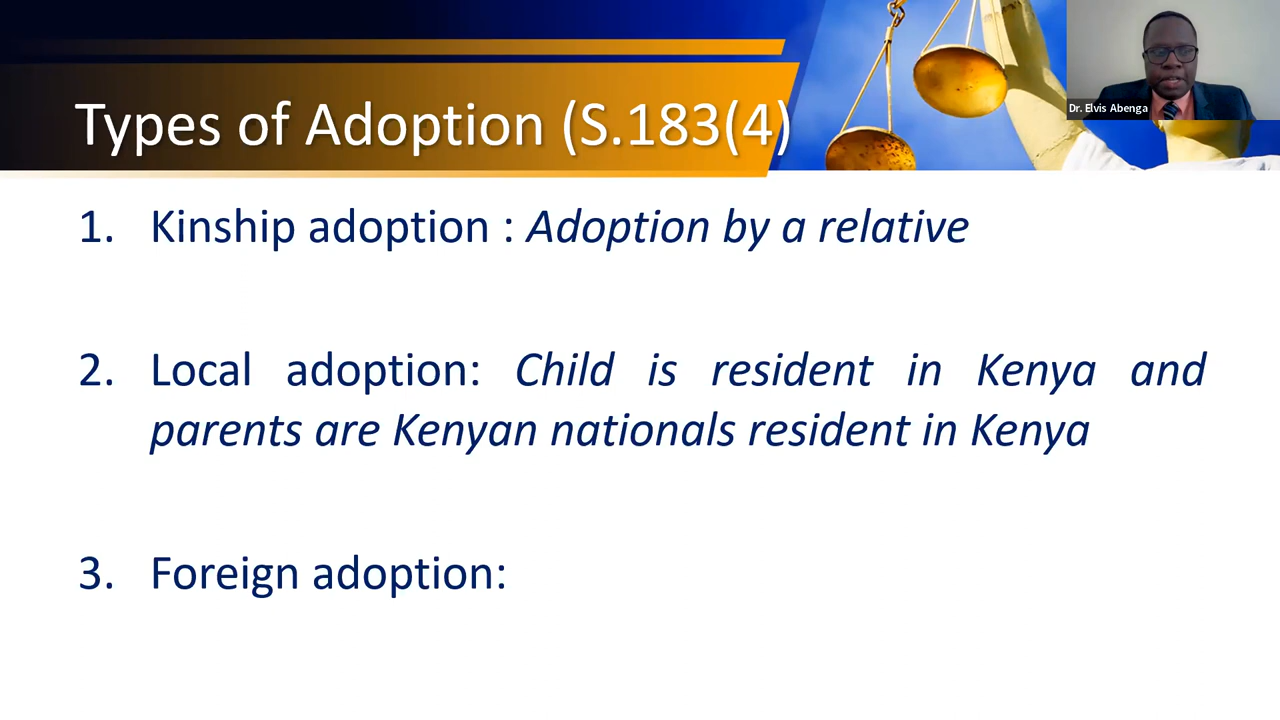 Types of Adoption (S.183(4)
Dr. Elvis Abenga
1. Kinship adoption : Adoption by a relative
2. Local adoption: Child is resident in Kenya and
parents are Kenyan nationals resident in Kenya
3. Foreign adoption: